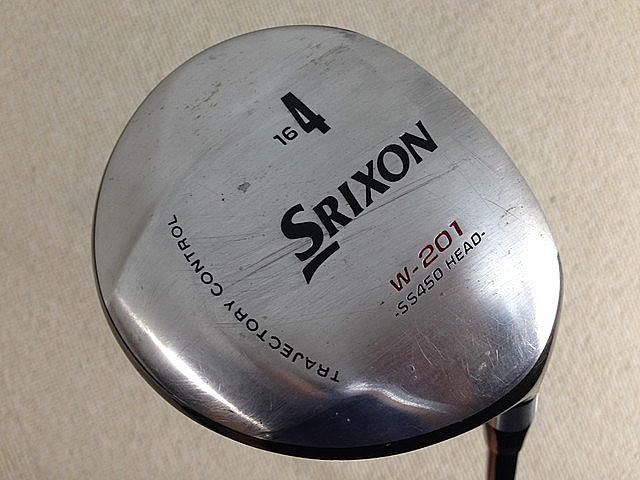 4
16
SRIXON
W-201
-SS450 HEAD-
TRAJECTORY CONTROL